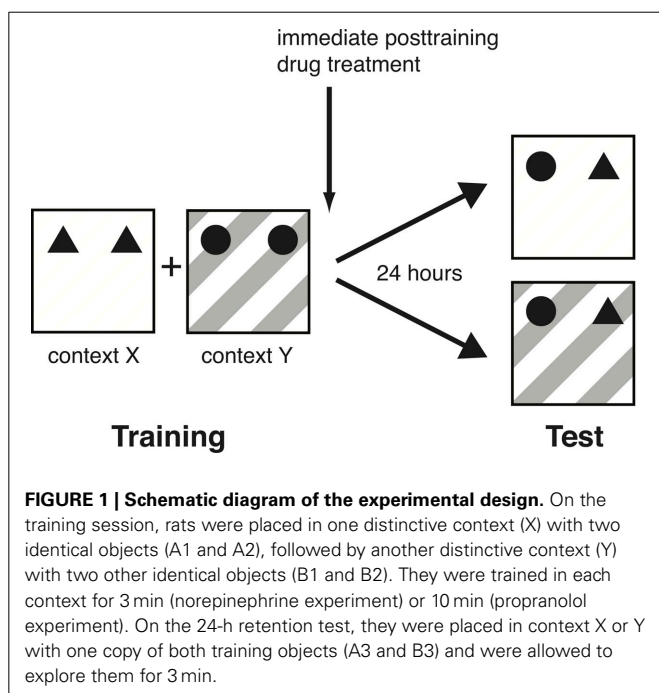 immediate posttraining
drug treatment
+
24 hours
context X
context Y
Training
Test
FIGURE 1 | Schematic diagram of the experimental design. On the
training session, rats were placed in one distinctive context (X) with two
identical objects (A1 and A2), followed by another distinctive context (Y)
with two other identical objects (B1 and B2). They were trained in each
context for 3 min (norepinephrine experiment) or 10 min (propranolol
experiment). On the 24-h retention test, they were placed in context X or Y
with one copy of both training objects (A3 and B3) and were allowed to
explore them for 3 min.